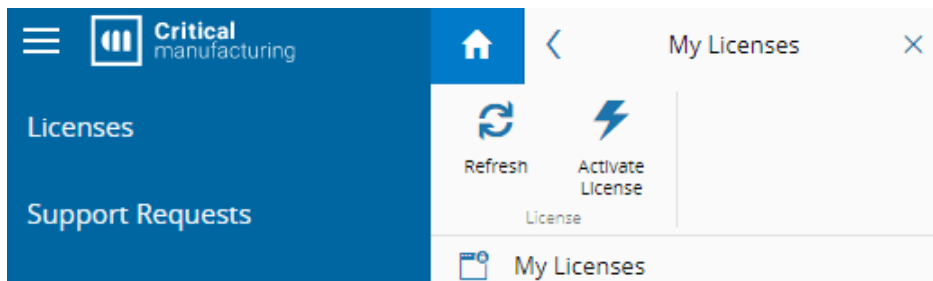 Critical
manufacturing
My Licenses
Licenses
Refresh
Activate
License
License
Support Requests
My Licenses